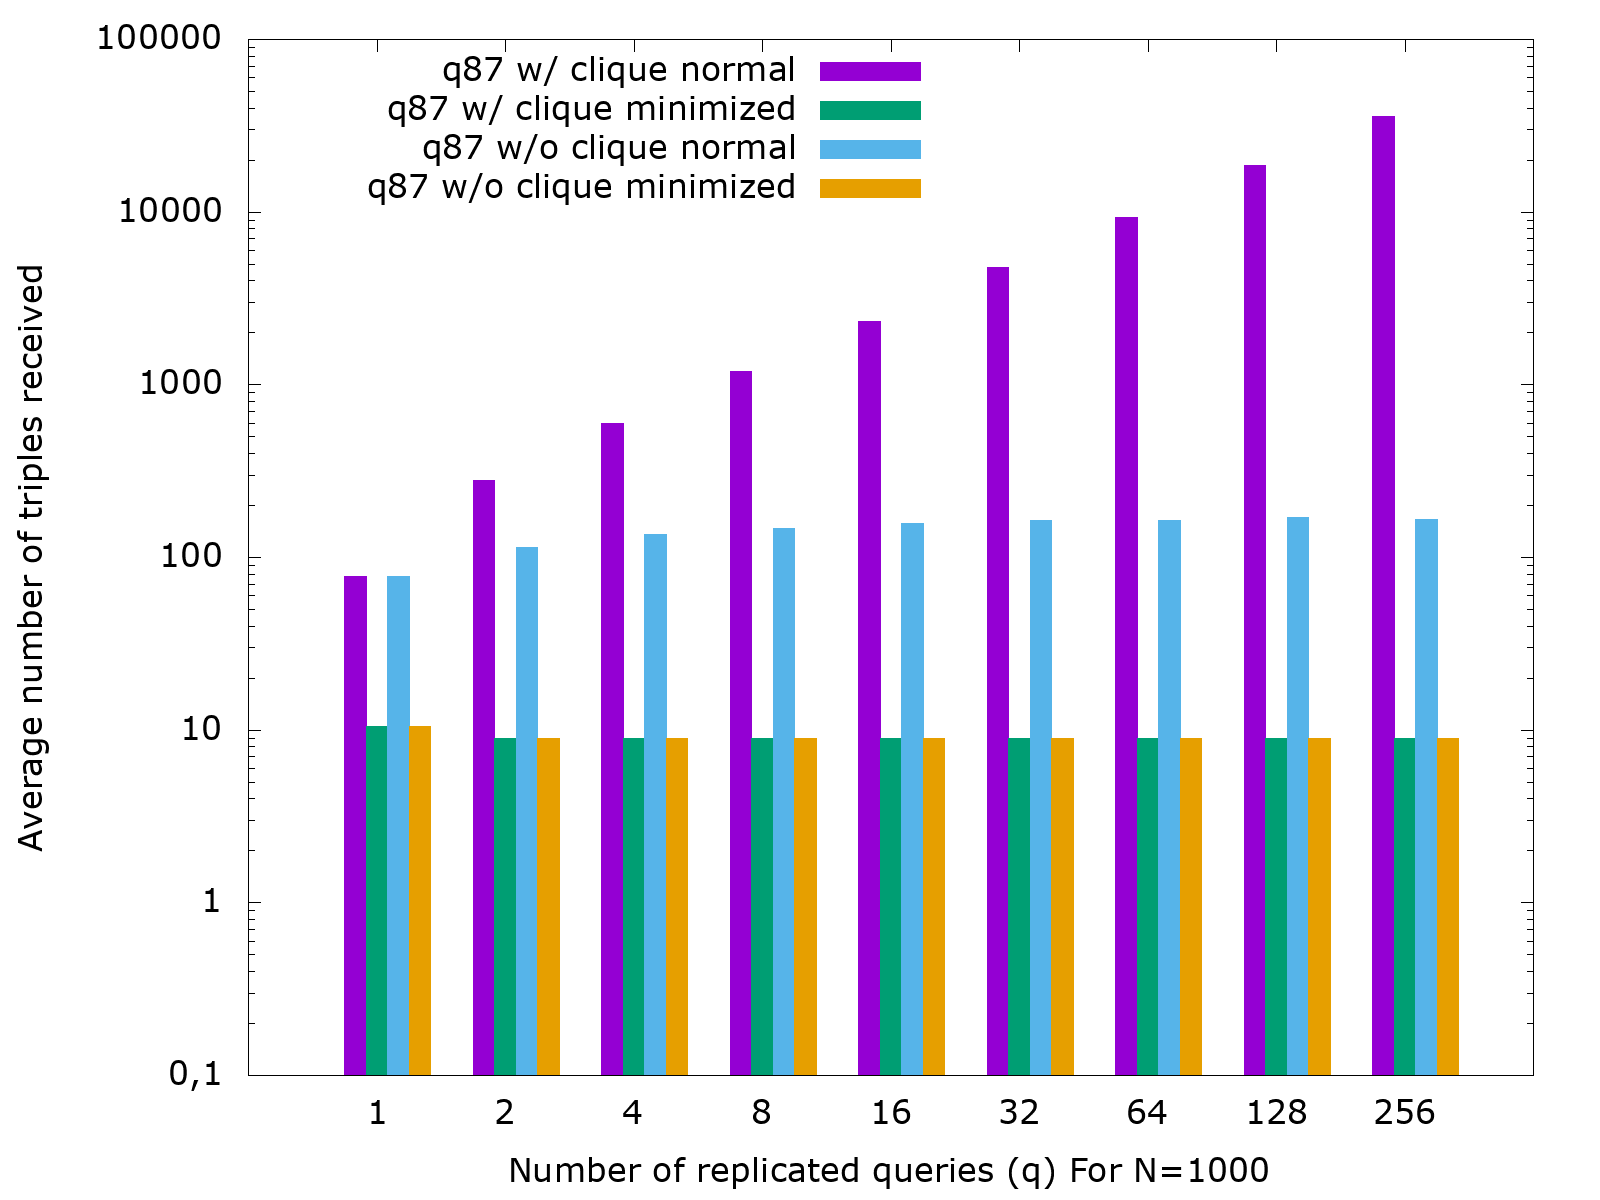 100000
10000
1000
100
10
1
0,1
Average number of triples received
q87 w/ clique normal
q87 w/ clique minimized
q87 w/o clique normal
q87 w/o clique minimized
1 2 4 8 16 32 64 128 256
Number of replicated queries (q) For N=1000